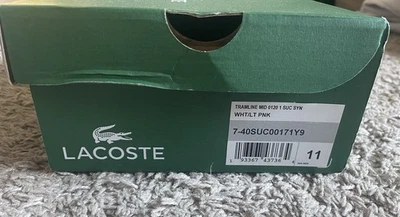 TRAMLINE MID 0120 1 SUC SYN
WHT/LT PNK
7-40SUC00171Y9
LACOSTE
11